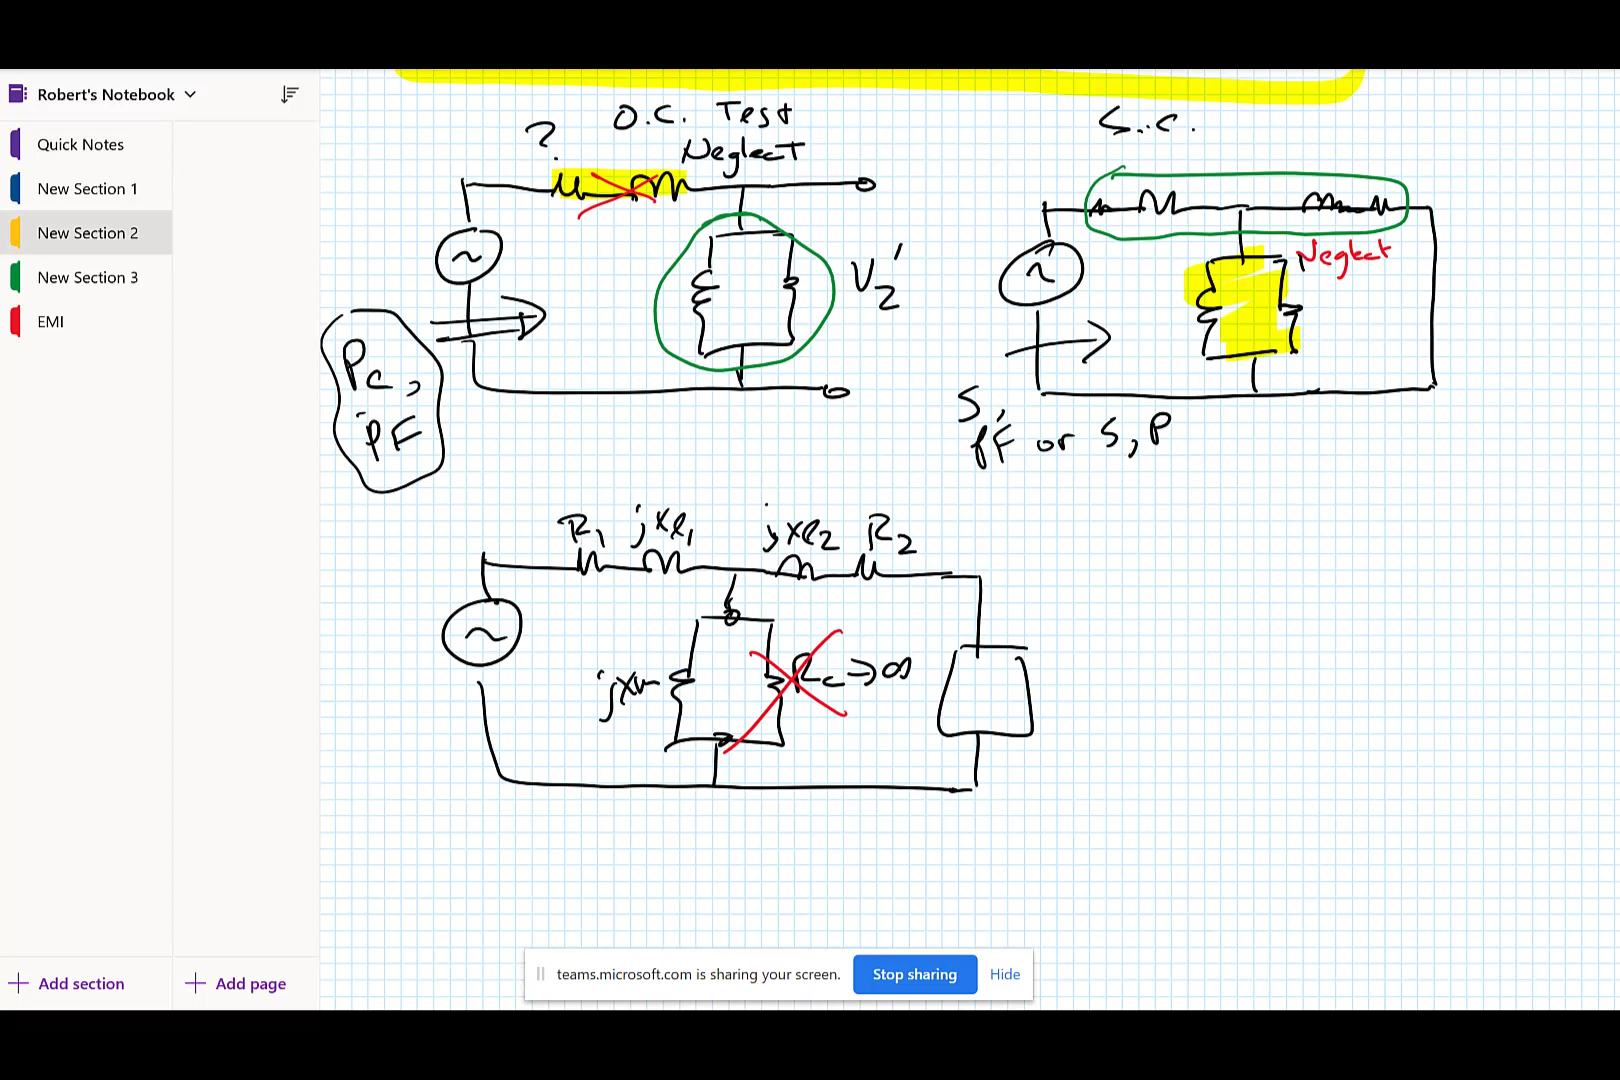 Robert's Notebook
Quick Notes
New Section 1
New Section 2
New Section 3
EMI
Add section
Add page
O.C. Test
?
Neglect
V2'
Pc,
PF
S.C.
Neglect
S,
PF or S, P
R1 jxl1 jxl2 R2
jxm
Rc → ∞
teams.microsoft.com is sharing your screen.
Stop sharing
Hide